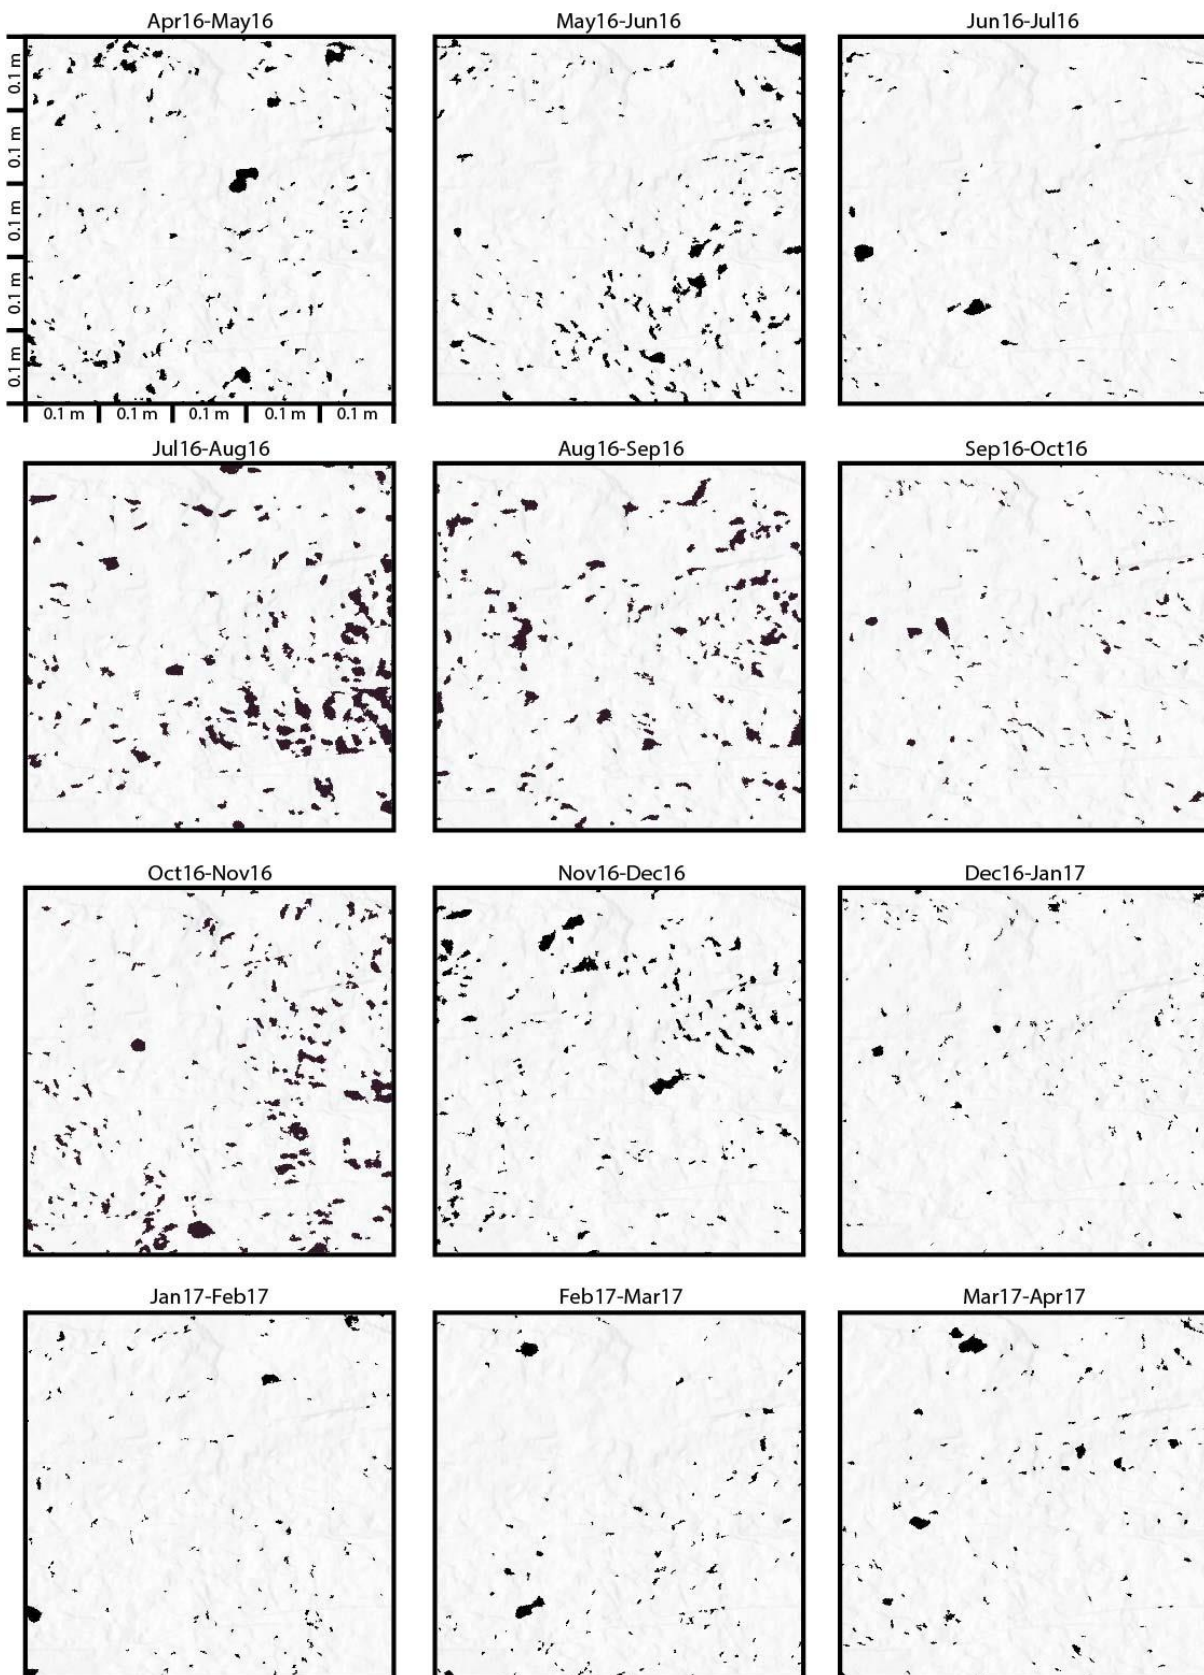 Apr16-May16
May16-Jun16
Jun16-Jul16
0.1 m
0.1 m
0.1 m
0.1 m
0.1 m
0.1 m
0.1 m
0.1 m
0.1 m
0.1 m
Jul16-Aug16
Aug16-Sep16
Sep16-Oct16
Oct16-Nov16
Nov16-Dec16
Dec16-Jan17
Jan17-Feb17
Feb17-Mar17
Mar17-Apr17